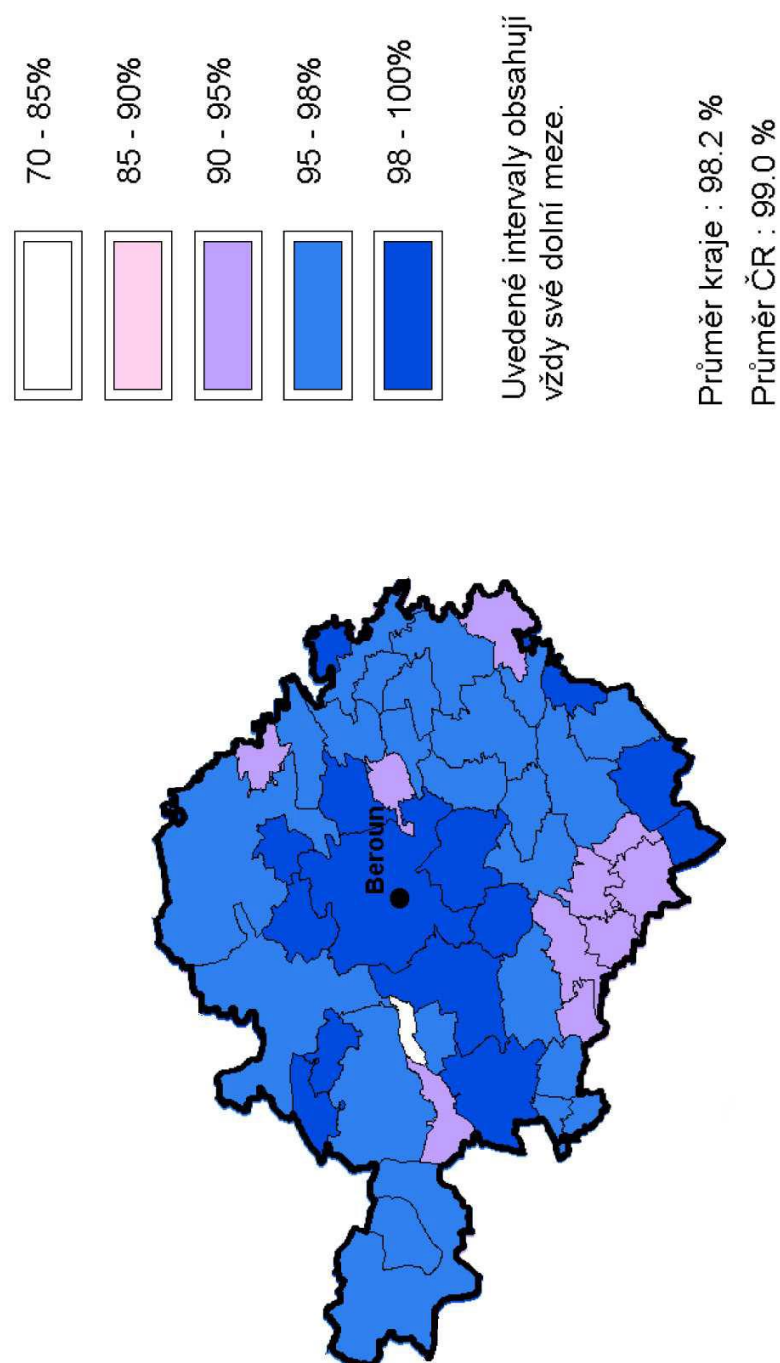 70 - 85%
85 - 90%
90 - 95%
95 - 98%
98 - 100%
Uvedené intervaly obsahují
vždy své dolní meze.
Průměr kraje : 98.2 %
Průměr ČR : 99.0 %
Beroun